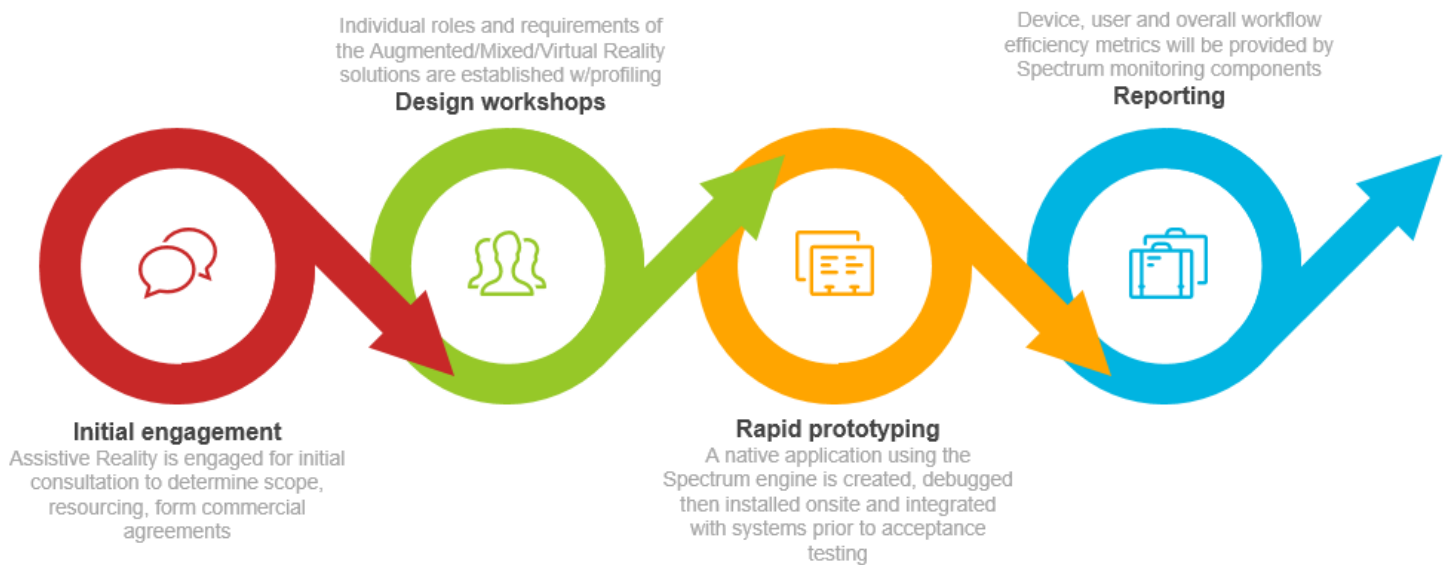 Individual roles and requirements of
the Augmented/Mixed/Virtual Reality
solutions are established w/profiling
Design workshops
Device, user and overall workflow
efficiency metrics will be provided by
Spectrum monitoring components
Reporting
Initial engagement
Assistive Reality is engaged for initial
consultation to determine scope,
resourcing, form commercial
agreements
Rapid prototyping
A native application using the
Spectrum engine is created, debugged
then installed onsite and integrated
with systems prior to acceptance
testing